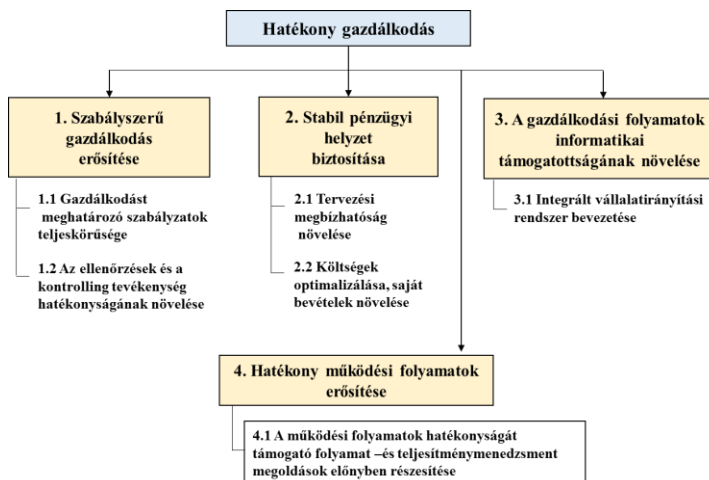 Hatékony gazdálkodás
1. Szabályszerű
gazdálkodás
erősítése
1.1 Gazdálkodást
meghatározó szabályzatok
teljeskörűsége
1.2 Az ellenőrzések és a
kontrolling tevékenység
hatékonyságának növelése
2. Stabil pénzügyi
helyzet
biztosítása
2.1 Tervezési
megbízhatóság
növelése
2.2 Költségek
optimalizálása, saját
bevételek növelése
3. A gazdálkodási folyamatok
informatikai
támogatottságának növelése
3.1 Integrált vállalatirányítási
rendszer bevezetése
4. Hatékony működési folyamatok
erősítése
4.1 A működési folyamatok hatékonyságát
támogató folyamat –és teljesítménymenedzsment
megoldások előnyben részesítése